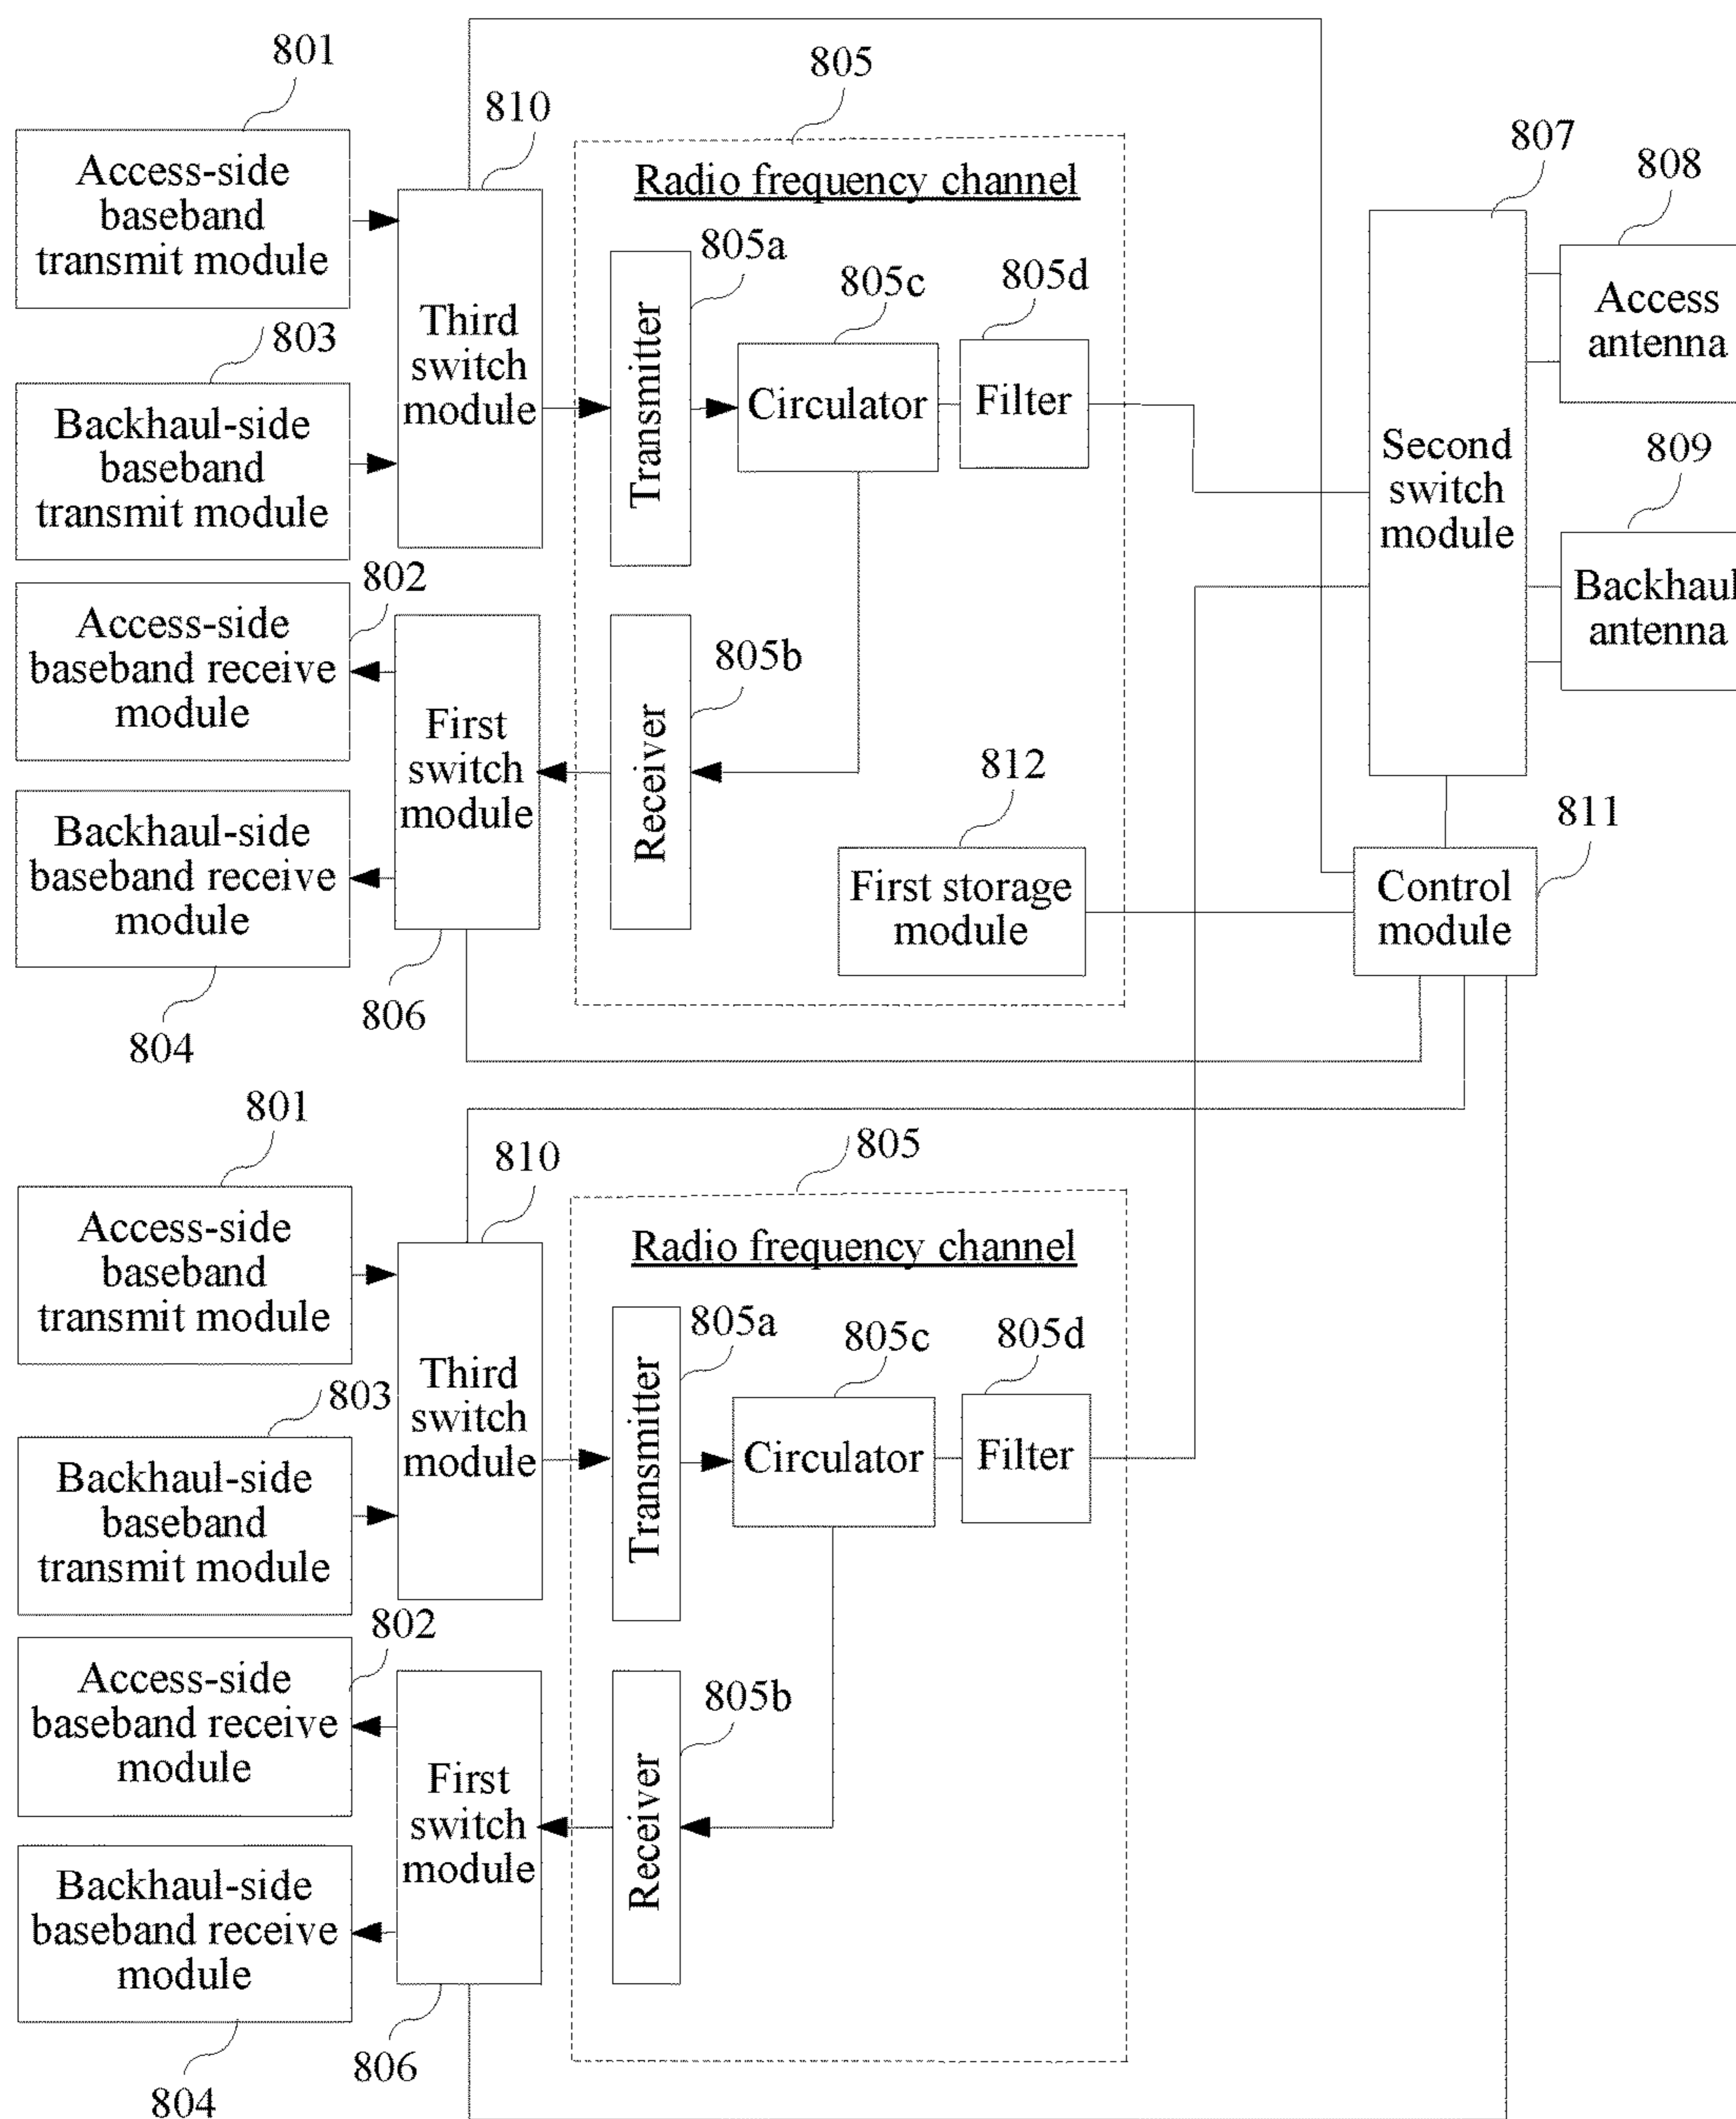 801
805
810
807
808
Access-side
baseband
transmit module
Radio frequency channel
805a
805c
805d
Third
switch
module
Transmitter
Circulator
Filter
Access
antenna
803
Backhaul-side
baseband
transmit module
Second
switch
module
809
Backhaul
antenna
802
Access-side
baseband receive
module
805b
First
switch
module
Receiver
812
First storage
module
811
Control
module
Backhaul-side
baseband receive
module
806
804
801
805
810
Access-side
baseband
transmit module
Radio frequency channel
805a
805c
805d
Third
switch
module
Transmitter
Circulator
Filter
803
Backhaul-side
baseband
transmit module
802
Access-side
baseband receive
module
805b
First
switch
module
Receiver
Backhaul-side
baseband receive
module
806
804